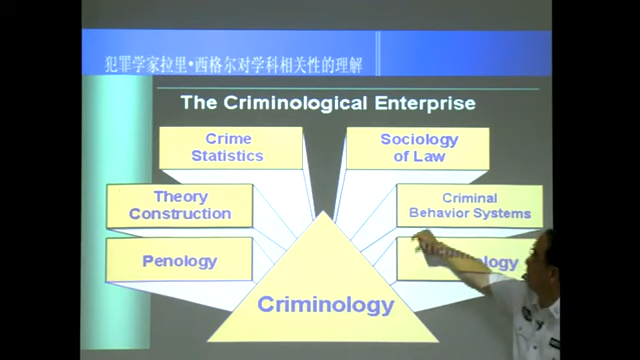 犯罪学家拉里·西格尔对学科相关性的理解
The Criminological Enterprise
Crime
Statistics
Sociology
of Law
Theory
Construction
Criminal
Behavior Systems
Penology
Criminology